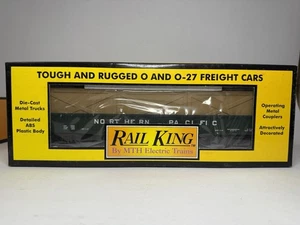 TOUGH AND RUGGED O AND O-27 FREIGHT CARS
Die-Cast
Metal Trucks
Detailed
ABS
Plastic Body
Operating
Metal
Couplers
Attractively
Decorated
NORTHERN PACIFIC
RAIL KING
By MTH Electric Trains